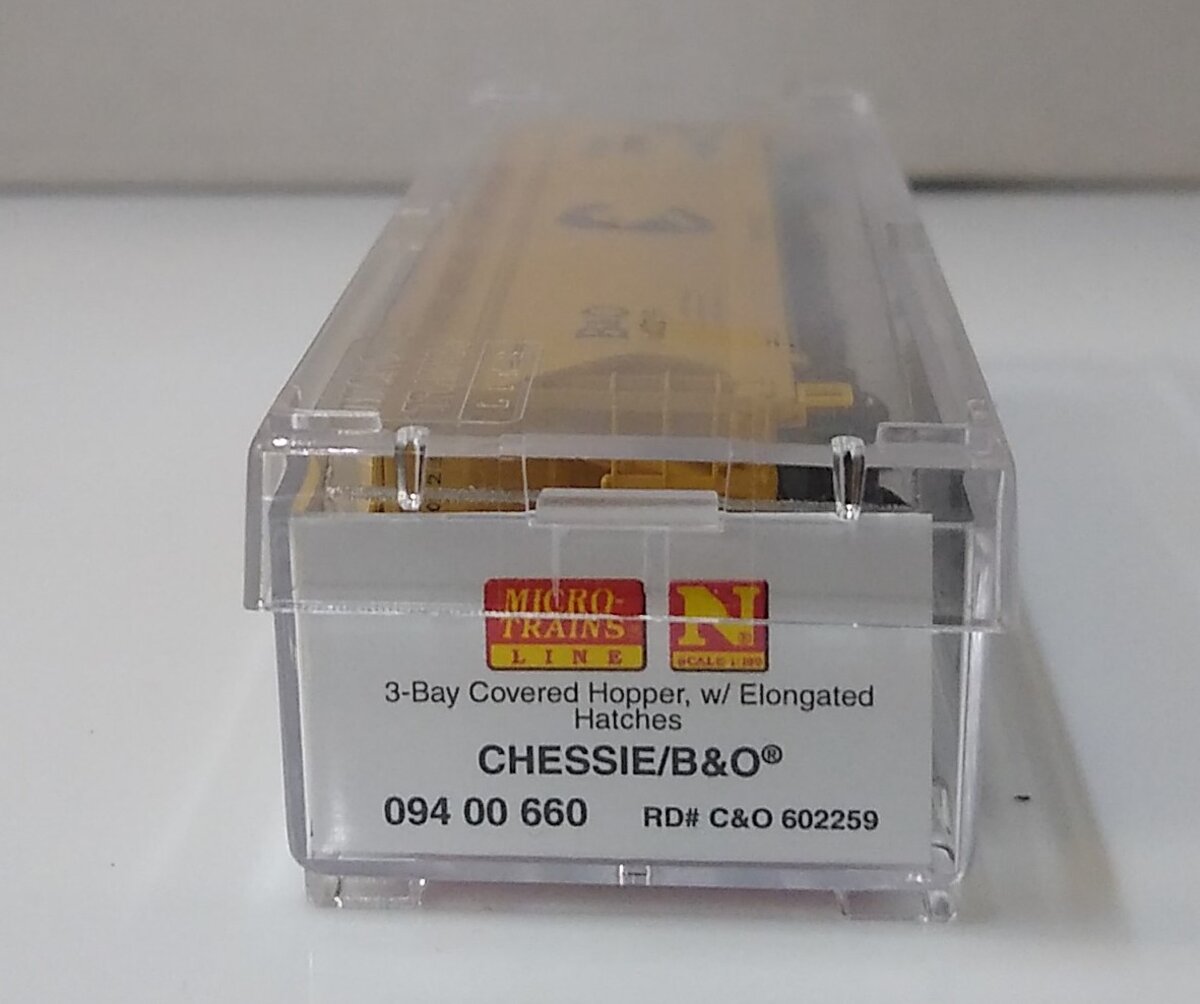 B&O
MICRO-
TRAINS
LINE
N®
SCALE 1:160
3-Bay Covered Hopper, w/ Elongated
Hatches
CHESSIE/B&O®
094 00 660 RD# C&O 602259